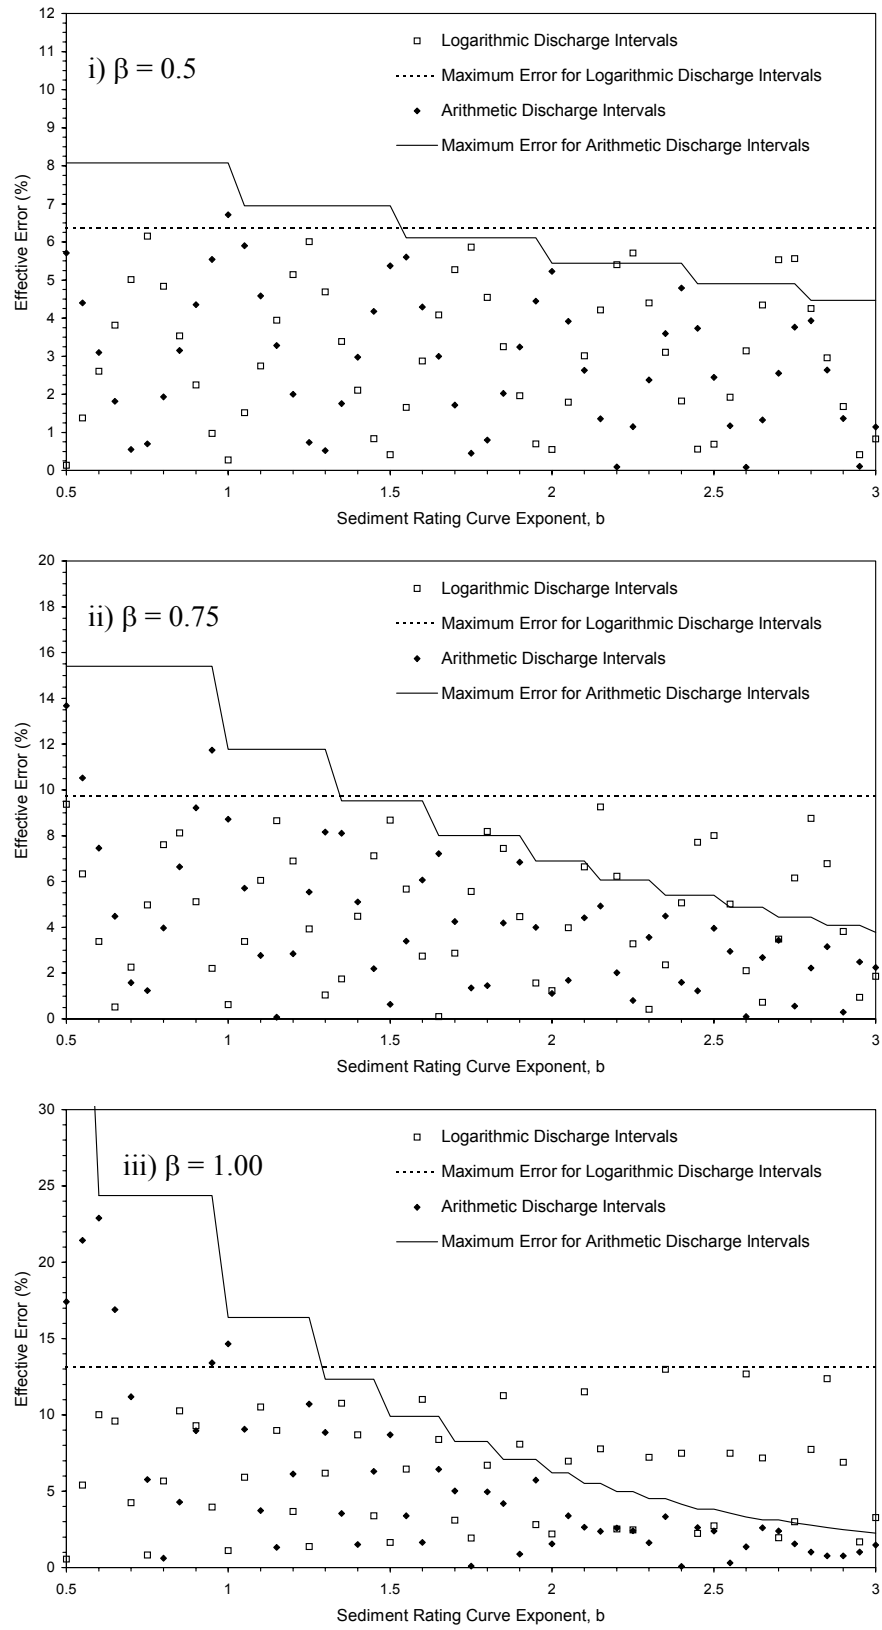 12
11
10
9
8
7
6
5
4
3
2
1
0
Effective Error (%)
i) β = 0.5
Logarithmic Discharge Intervals
Maximum Error for Logarithmic Discharge Intervals
Arithmetic Discharge Intervals
Maximum Error for Arithmetic Discharge Intervals
0.5 1 1.5 2 2.5 3
Sediment Rating Curve Exponent, b
20
18
16
14
12
10
8
6
4
2
0
Effective Error (%)
ii) β = 0.75
Logarithmic Discharge Intervals
Maximum Error for Logarithmic Discharge Intervals
Arithmetic Discharge Intervals
Maximum Error for Arithmetic Discharge Intervals
0.5 1 1.5 2 2.5 3
Sediment Rating Curve Exponent, b
30
25
20
15
10
5
0
Effective Error (%)
iii) β = 1.00
Logarithmic Discharge Intervals
Maximum Error for Logarithmic Discharge Intervals
Arithmetic Discharge Intervals
Maximum Error for Arithmetic Discharge Intervals
0.5 1 1.5 2 2.5 3
Sediment Rating Curve Exponent, b